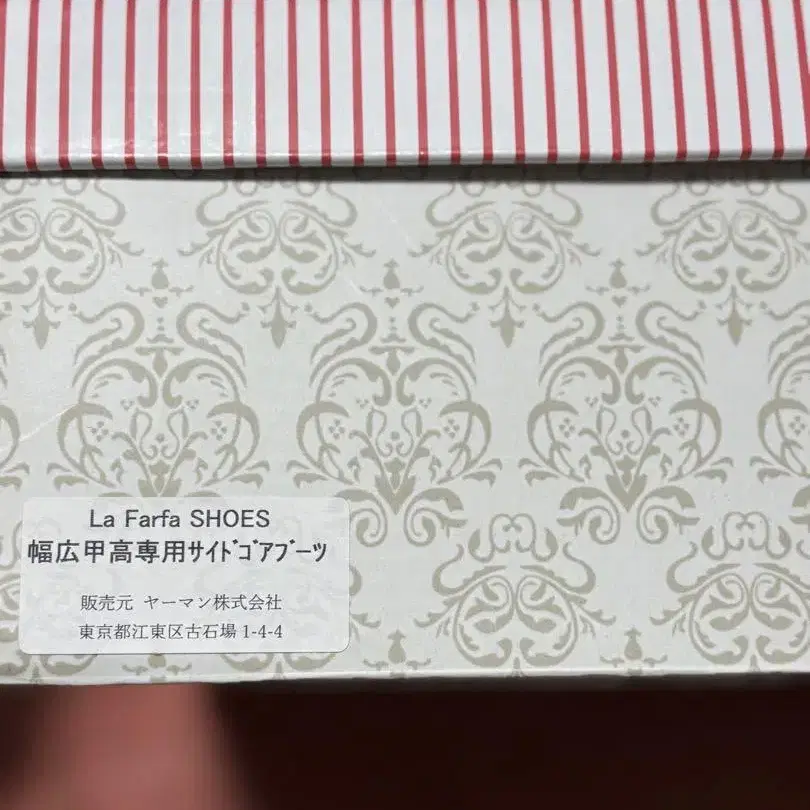 La Farfa SHOES
幅広甲高専用ｻｲﾄﾞｺﾞｱﾌﾞｰﾂ
販売元 ヤーマン株式会社
東京都江東区古石場1-4-4